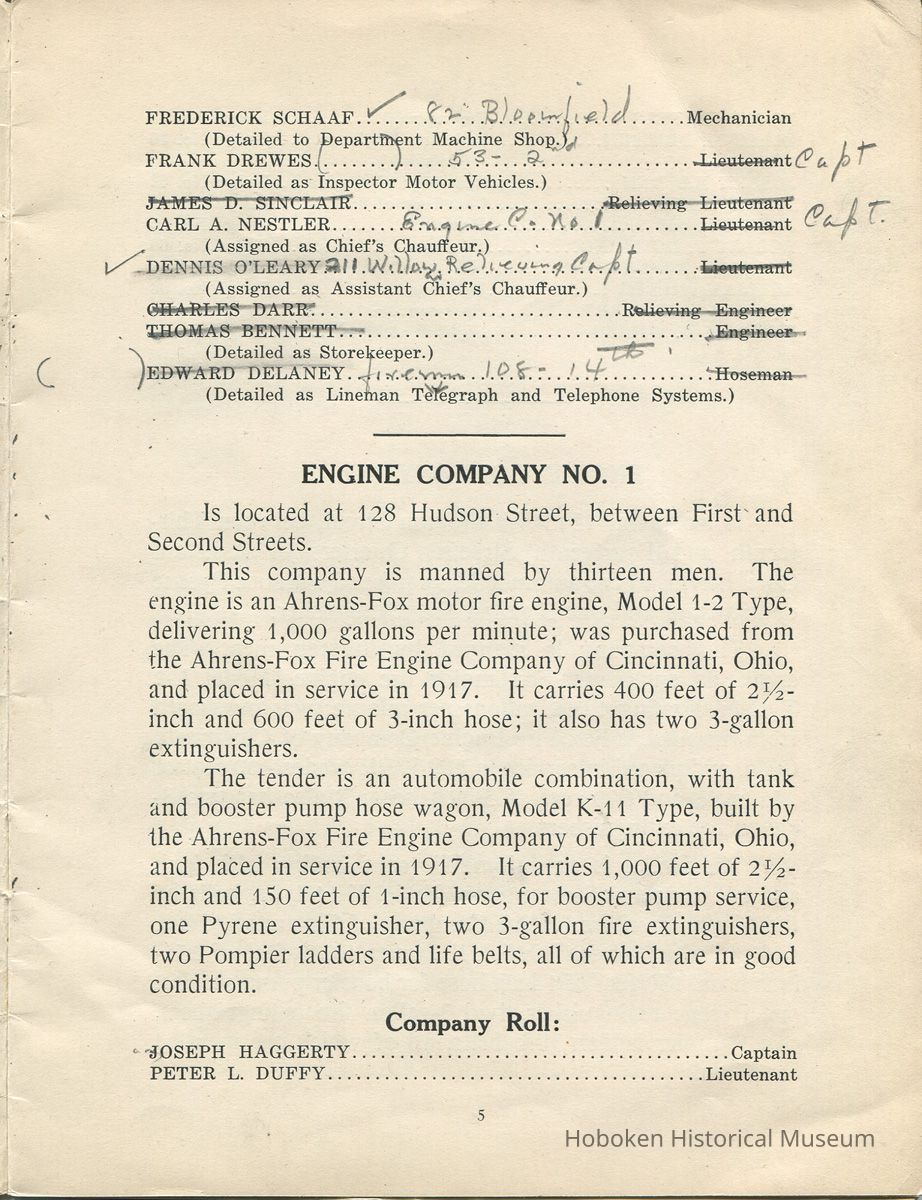 FREDERICK SCHAAF ✓ 82 Bloomfield Mechanician
(Detailed to Department Machine Shop.)
FRANK DREWES ( ) 53 - 2nd Lieutenant Capt
(Detailed as Inspector Motor Vehicles.)
JAMES D. SINCLAIR Relieving Lieutenant
CARL A. NESTLER Engine Co. No. 1 Lieutenant Capt.
(Assigned as Chief's Chauffeur.)
✓ DENNIS O'LEARY 211 Willow Relieving Capt. Lieutenant
(Assigned as Assistant Chief's Chauffeur.)
CHARLES DARR Relieving Engineer
THOMAS BENNETT Engineer
(Detailed as Storekeeper.)
( ) EDWARD DELANEY fireman 108 - 14th Hoseman
(Detailed as Lineman Telegraph and Telephone Systems.)
ENGINE COMPANY NO. 1
Is located at 128 Hudson Street, between First and
Second Streets.
This company is manned by thirteen men. The
engine is an Ahrens-Fox motor fire engine, Model 1-2 Type,
delivering 1,000 gallons per minute; was purchased from
the Ahrens-Fox Fire Engine Company of Cincinnati, Ohio,
and placed in service in 1917. It carries 400 feet of 2½-
inch and 600 feet of 3-inch hose; it also has two 3-gallon
extinguishers.
The tender is an automobile combination, with tank
and booster pump hose wagon, Model K-11 Type, built by
the Ahrens-Fox Fire Engine Company of Cincinnati, Ohio,
and placed in service in 1917. It carries 1,000 feet of 2½-
inch and 150 feet of 1-inch hose, for booster pump service,
one Pyrene extinguisher, two 3-gallon fire extinguishers,
two Pompier ladders and life belts, all of which are in good
condition.
Company Roll:
JOSEPH HAGGERTY Captain
PETER L. DUFFY Lieutenant
5
Hoboken Historical Museum